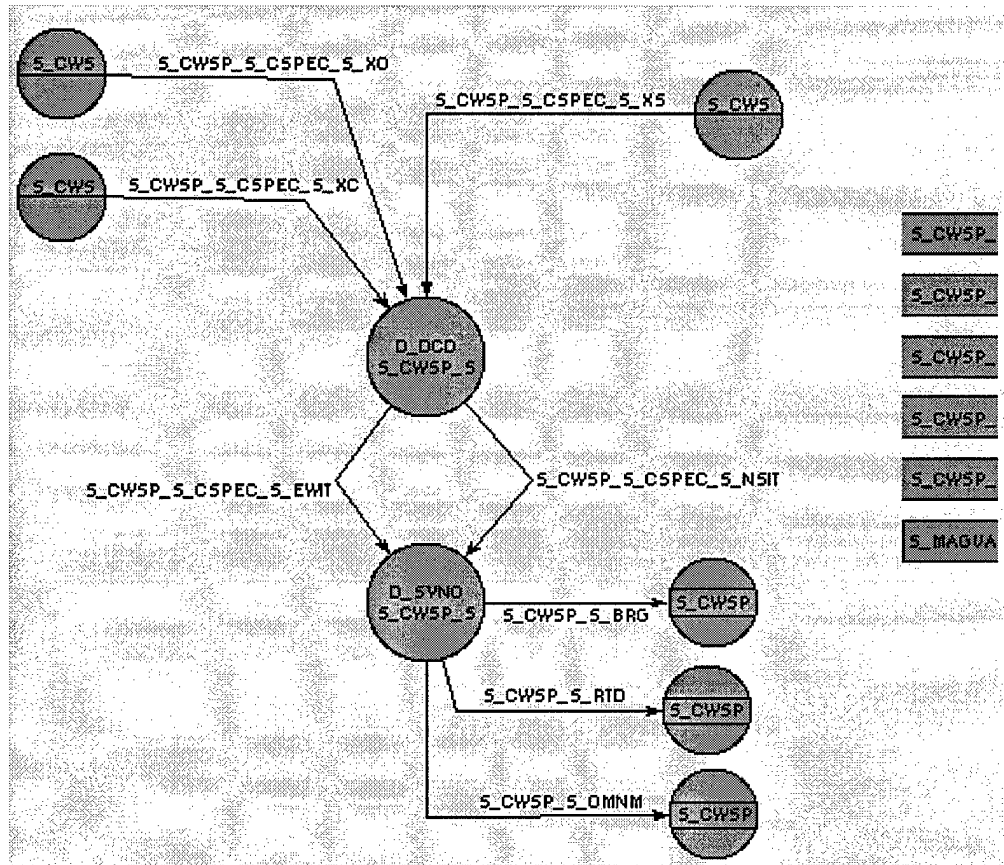 S_CWS
S_CWSP_S_CSPEC_S_XO
S_CWSP_S_CSPEC_S_XS
S_CWS
S_CWS
S_CWSP_S_CSPEC_S_XC
S_CWSP_
S_CWSP_
S_CWSP_
S_CWSP_
S_CWSP_
S_MAGVA
D_DCD
S_CWSP_S
S_CWSP_S_CSPEC_S_EWIT
S_CWSP_S_CSPEC_S_NSIT
D_SYNO
S_CWSP_S
S_CWSP_S_BRG
S_CWSP
S_CWSP_S_RTD
S_CWSP
S_CWSP_S_OMNM
S_CWSP